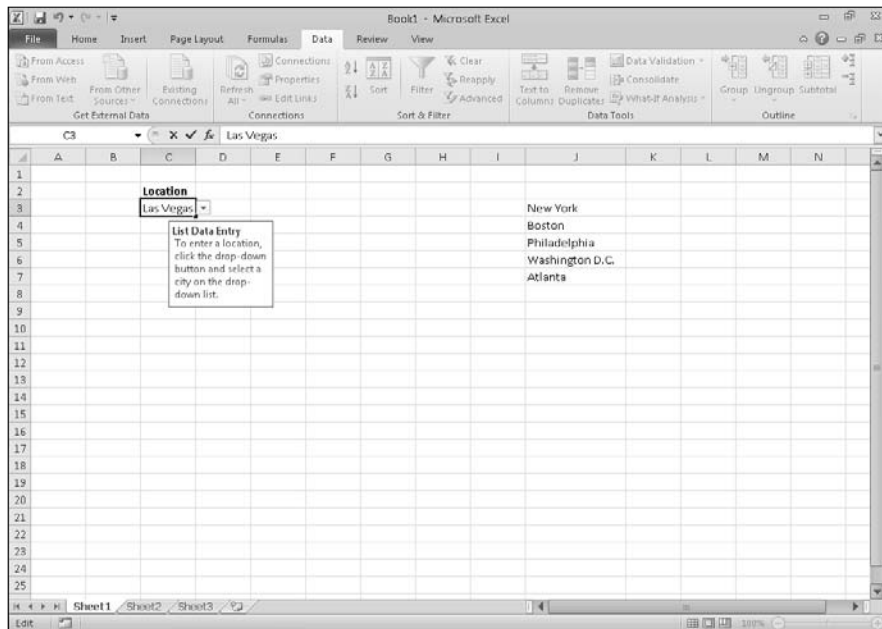 Book1 - Microsoft Excel
File Home Insert Page Layout Formulas Data Review View
From Access
From Web
From Text
From Other Sources
Existing Connections
Get External Data
Refresh All
Connections
Properties
Edit Links
Connections
Sort
Filter
Clear
Reapply
Advanced
Sort & Filter
Text to Columns
Remove Duplicates
Data Validation
Consolidate
What-If Analysis
Data Tools
Group
Ungroup
Subtotal
Outline
C3 fx Las Vegas
A B C D E F G H I J K L M N
1
2 Location
3 Las Vegas New York
4 Boston
5 Philadelphia
6 Washington D.C.
7 Atlanta
List Data Entry
To enter a location,
click the drop-down
button and select a
city on the drop-
down list.
8
9
10
11
12
13
14
15
16
17
18
19
20
21
22
23
24
25
Sheet1 Sheet2 Sheet3
Edit 100%